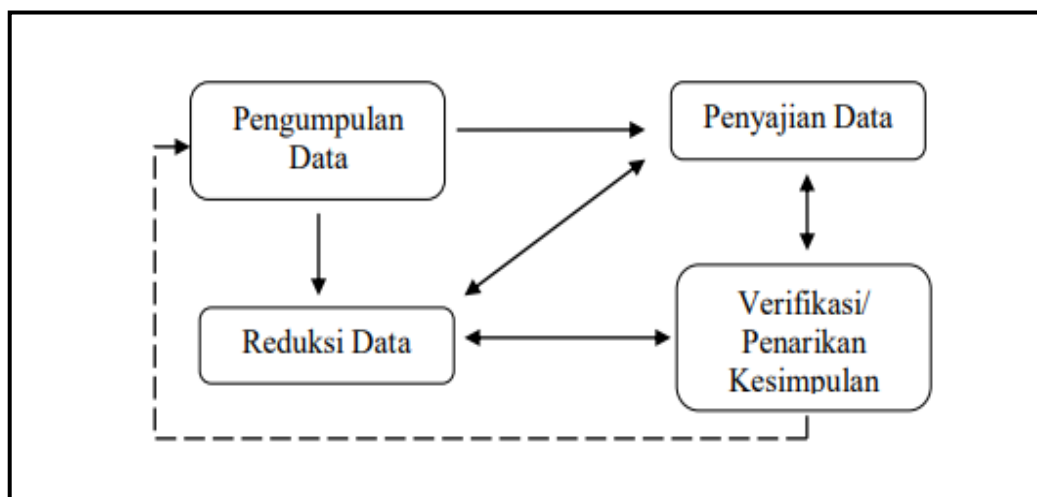 Pengumpulan
Data
Penyajian Data
Reduksi Data
Verifikasi/
Penarikan
Kesimpulan